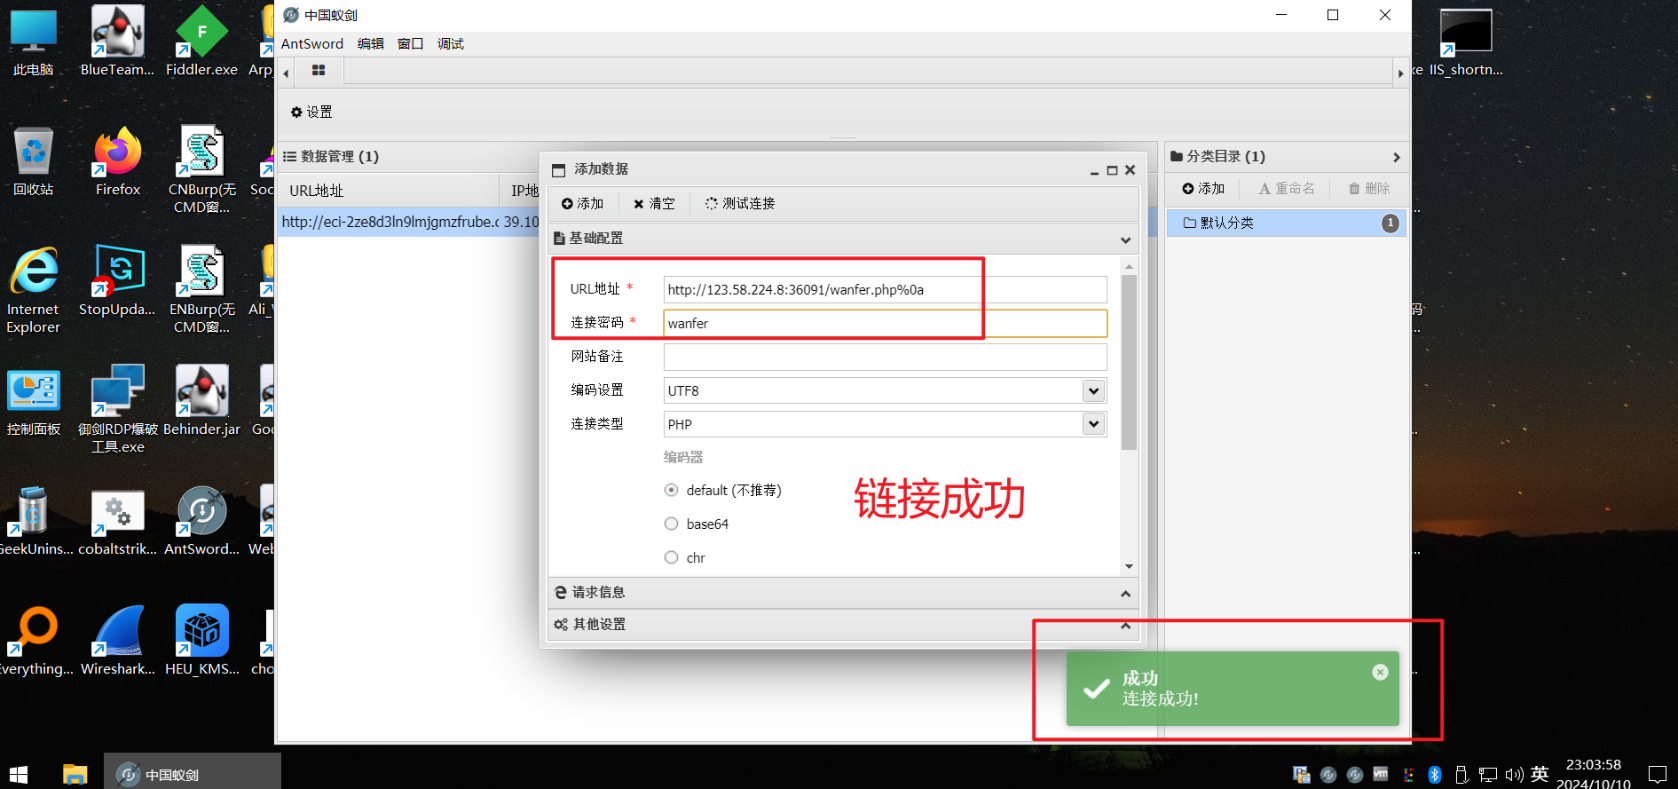 此电脑
BlueTeam...
Fiddler.exe
Arp_
回收站
Firefox
CNBurp(无
CMD窗...
Soc
Internet
Explorer
StopUpda...
ENBurp(无
CMD窗...
Ali_
控制面板
御剑RDP爆破
工具.exe
Behinder.jar
Goo
GeekUnins...
cobaltstrik...
AntSword...
Web
Everything...
Wireshark...
HEU_KMS...
cho
中国蚁剑
AntSword 编辑 窗口 调试
设置
数据管理 (1)
URL地址
IP地
http://eci-2ze8d3ln9lmjgmzfrube.c
39.10
添加数据
添加
清空
测试连接
基础配置
URL地址 *
http://123.58.224.8:36091/wanfer.php%0a
连接密码 *
wanfer
网站备注
编码设置
UTF8
连接类型
PHP
编码器
default (不推荐)
base64
chr
链接成功
请求信息
其他设置
分类目录 (1)
添加
A 重命名
删除
默认分类
1
成功
连接成功!
xe
IIS_shortn...
码
中国蚁剑
英
23:03:58
2024/10/10